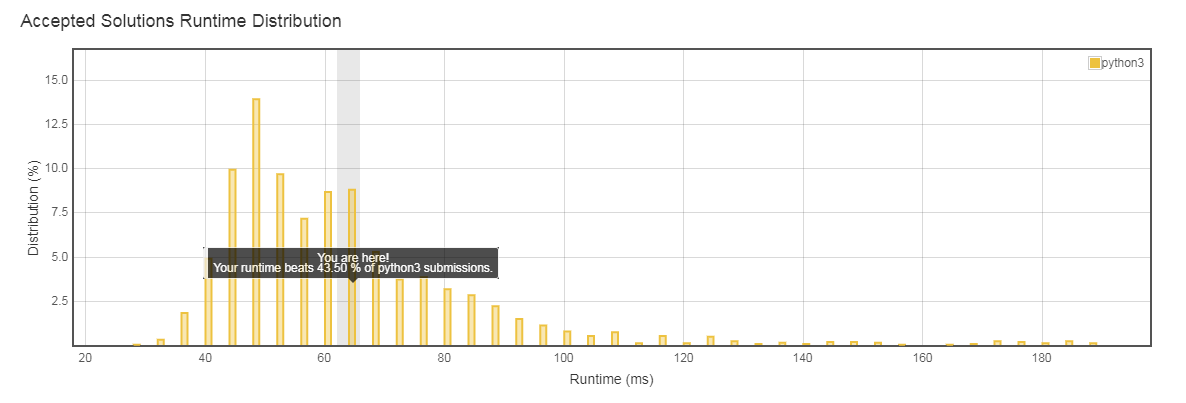 Accepted Solutions Runtime Distribution
python3
15.0
12.5
10.0
7.5
5.0
2.5
Distribution (%)
You are here!
Your runtime beats 43.50 % of python3 submissions.
20 40 60 80 100 120 140 160 180
Runtime (ms)